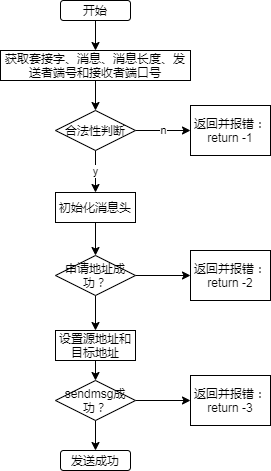 开始
获取套接字、消息、消息长度、发
送者端号和接收者端口号
合法性判断
n
返回并报错：
return -1
y
初始化消息头
申请地址成
功？
返回并报错：
return -2
设置源地址和
目标地址
sendmsg成
功？
返回并报错：
return -3
发送成功